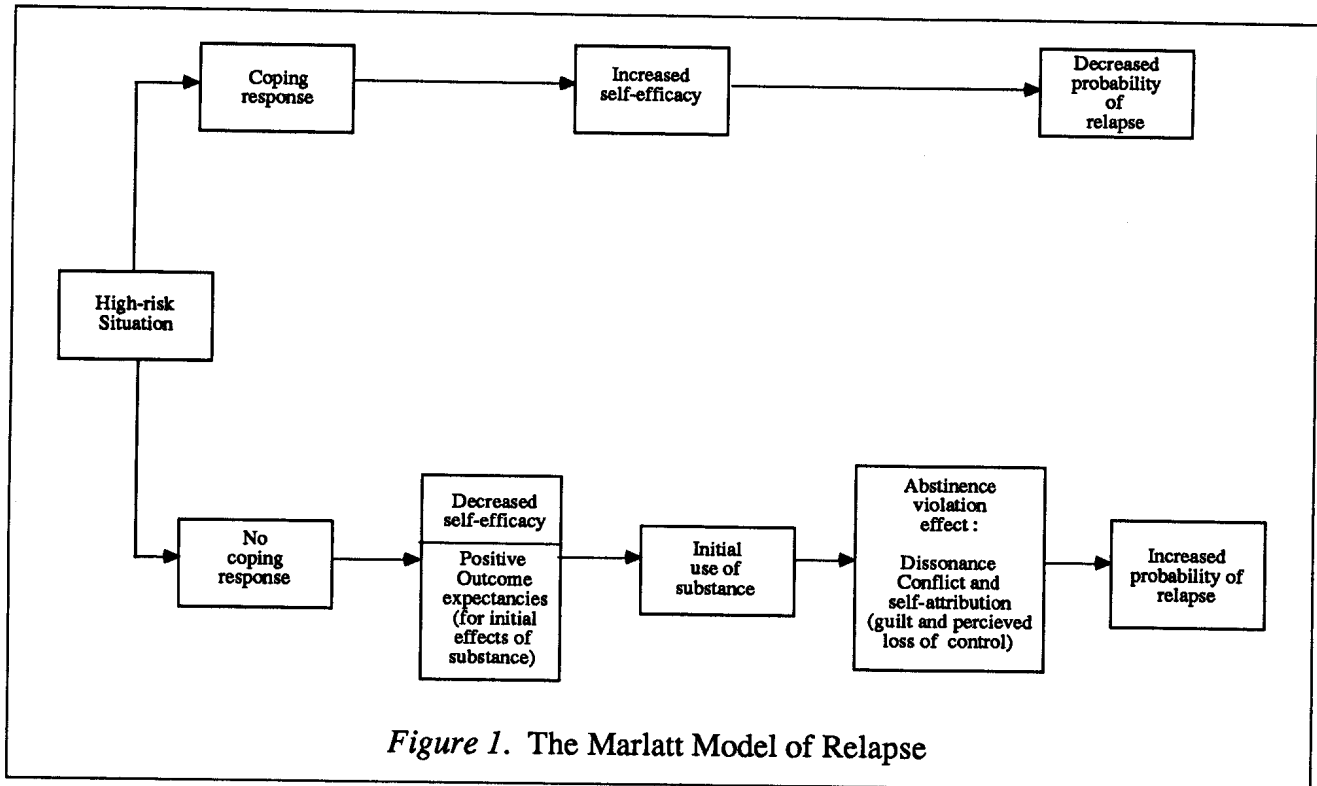 Coping
response
Increased
self-efficacy
Decreased
probability
of
relapse
High-risk
Situation
No
coping
response
Decreased
self-efficacy
Positive
Outcome
expectancies
(for initial
effects of
substance)
Initial
use of
substance
Abstinence
violation
effect :
Dissonance
Conflict and
self-attribution
(guilt and percieved
loss of control)
Increased
probability of
relapse
Figure 1. The Marlatt Model of Relapse